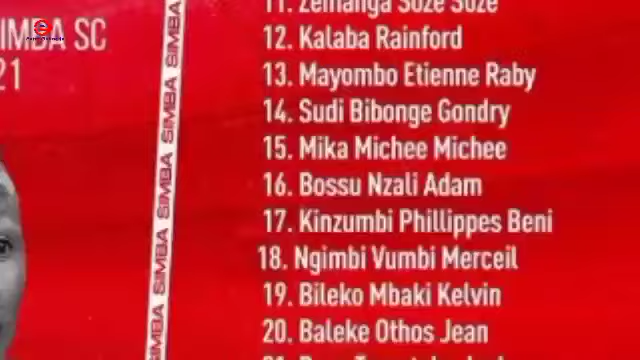 IMBA SC
21
SIMBA SIMBA SIMBA SIMBA SIMBA
11. Zemanga Soze Soze
12. Kalaba Rainford
13. Mayombo Etienne Raby
14. Sudi Bibonge Gondry
15. Mika Michee Michee
16. Bossu Nzali Adam
17. Kinzumbi Phillippes Beni
18. Ngimbi Vumbi Merceil
19. Bileko Mbaki Kelvin
20. Baleke Othos Jean